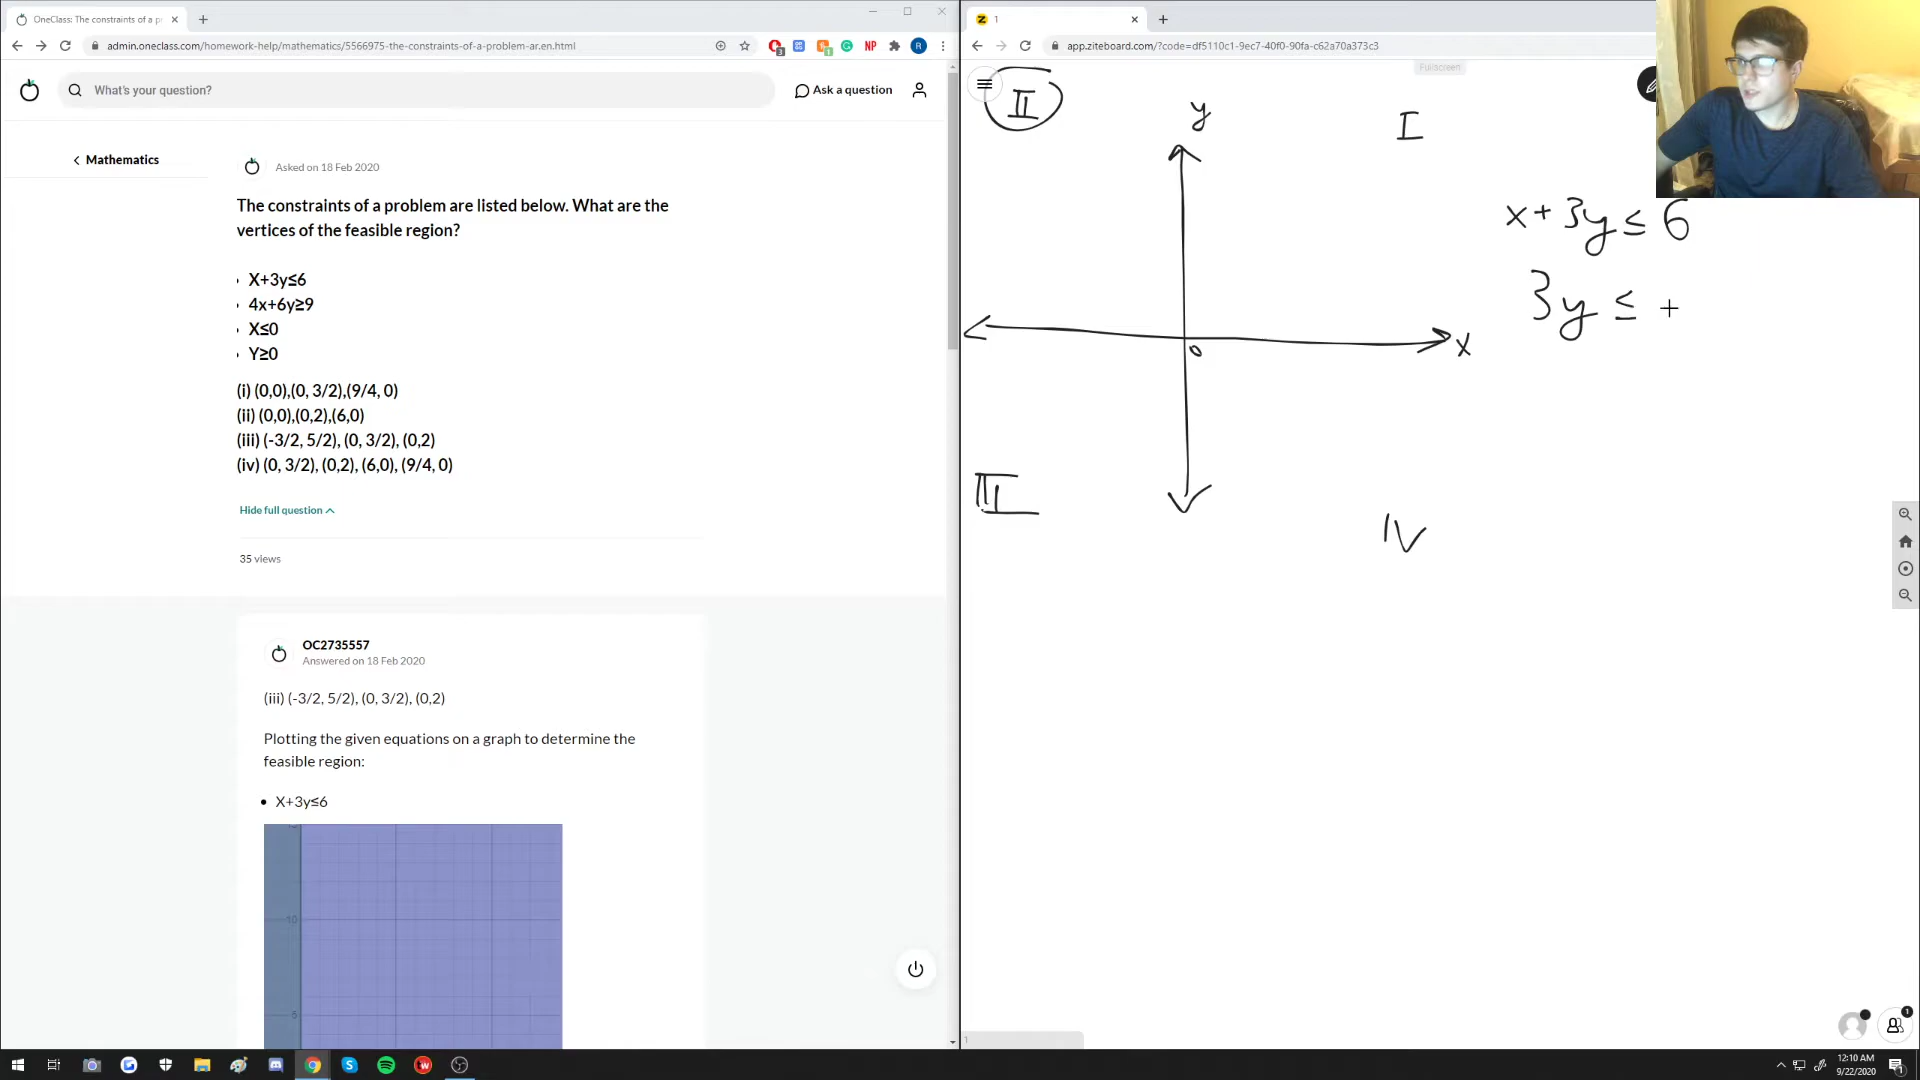 OneClass: The constraints of a p
admin.oneclass.com/homework-help/mathematics/5566975-the-constraints-of-a-problem-ar.en.html
What's your question?
Ask a question
Mathematics
Asked on 18 Feb 2020
The constraints of a problem are listed below. What are the
vertices of the feasible region?
• X+3y≤6
• 4x+6y≥9
• X≤0
• Y≥0
(i) (0,0),(0, 3/2),(9/4, 0)
(ii) (0,0),(0,2),(6,0)
(iii) (-3/2, 5/2), (0, 3/2), (0,2)
(iv) (0, 3/2), (0,2), (6,0), (9/4, 0)
Hide full question
35 views
OC2735557
Answered on 18 Feb 2020
(iii) (-3/2, 5/2), (0, 3/2), (0,2)
Plotting the given equations on a graph to determine the
feasible region:
• X+3y≤6
10
5
1
app.ziteboard.com/?code=df5110c1-9ec7-40f0-90fa-c62a70a373c3
Fullscreen
II
y
I
x+3y≤6
3y≤
x
0
III
IV
1
1
NP
R
12:10 AM
9/22/2020